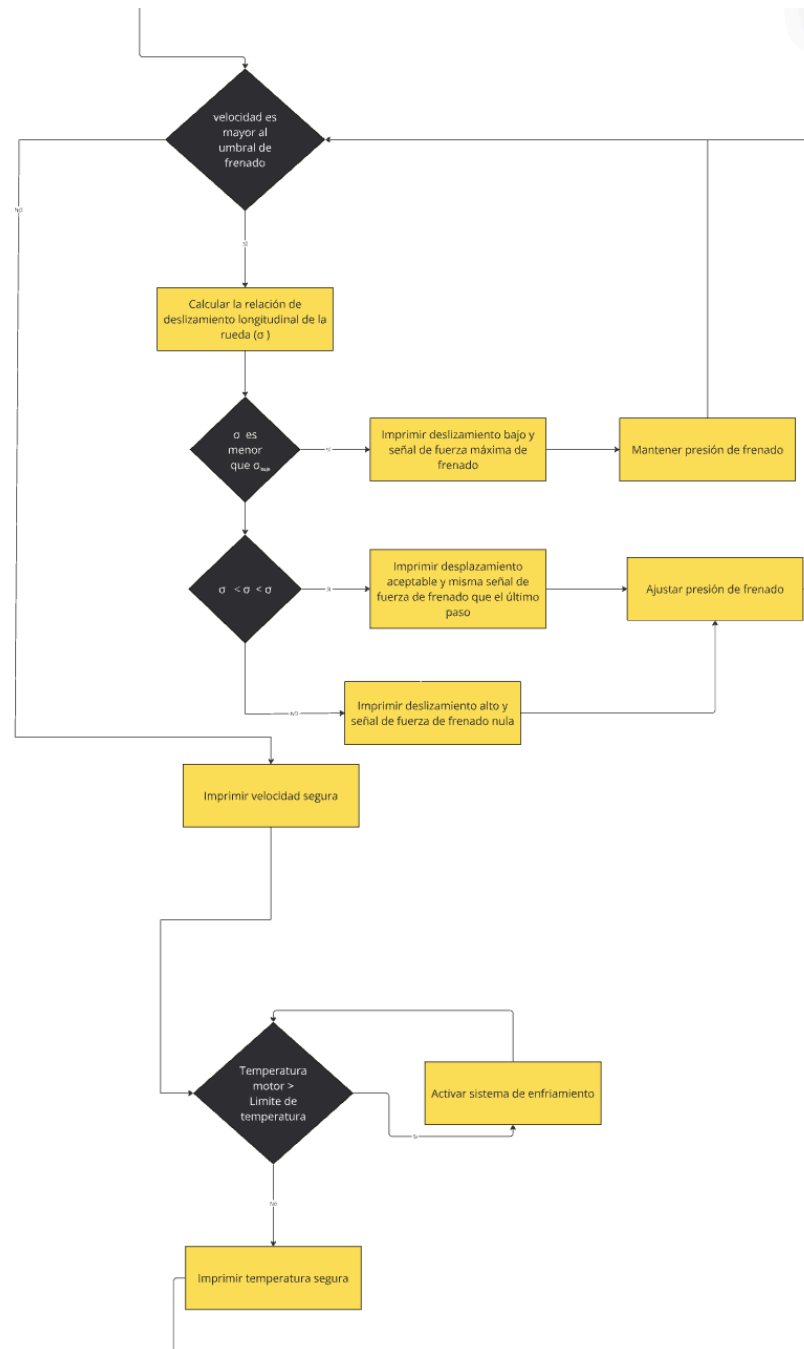 velocidad es
mayor al
umbral de
frenado
No
Si
Calcular la relación de
deslizamiento longitudinal de la
rueda (σ )
σ es
menor
que σbajo
Si
Imprimir deslizamiento bajo y
señal de fuerza máxima de
frenado
Mantener presión de frenado
σ < σ < σ
Si
Imprimir desplazamiento
aceptable y misma señal de
fuerza de frenado que el último
paso
Ajustar presión de frenado
Imprimir deslizamiento alto y
señal de fuerza de frenado nula
Imprimir velocidad segura
Temperatura
motor >
Limite de
temperatura
Si
Activar sistema de enfriamiento
No
Imprimir temperatura segura